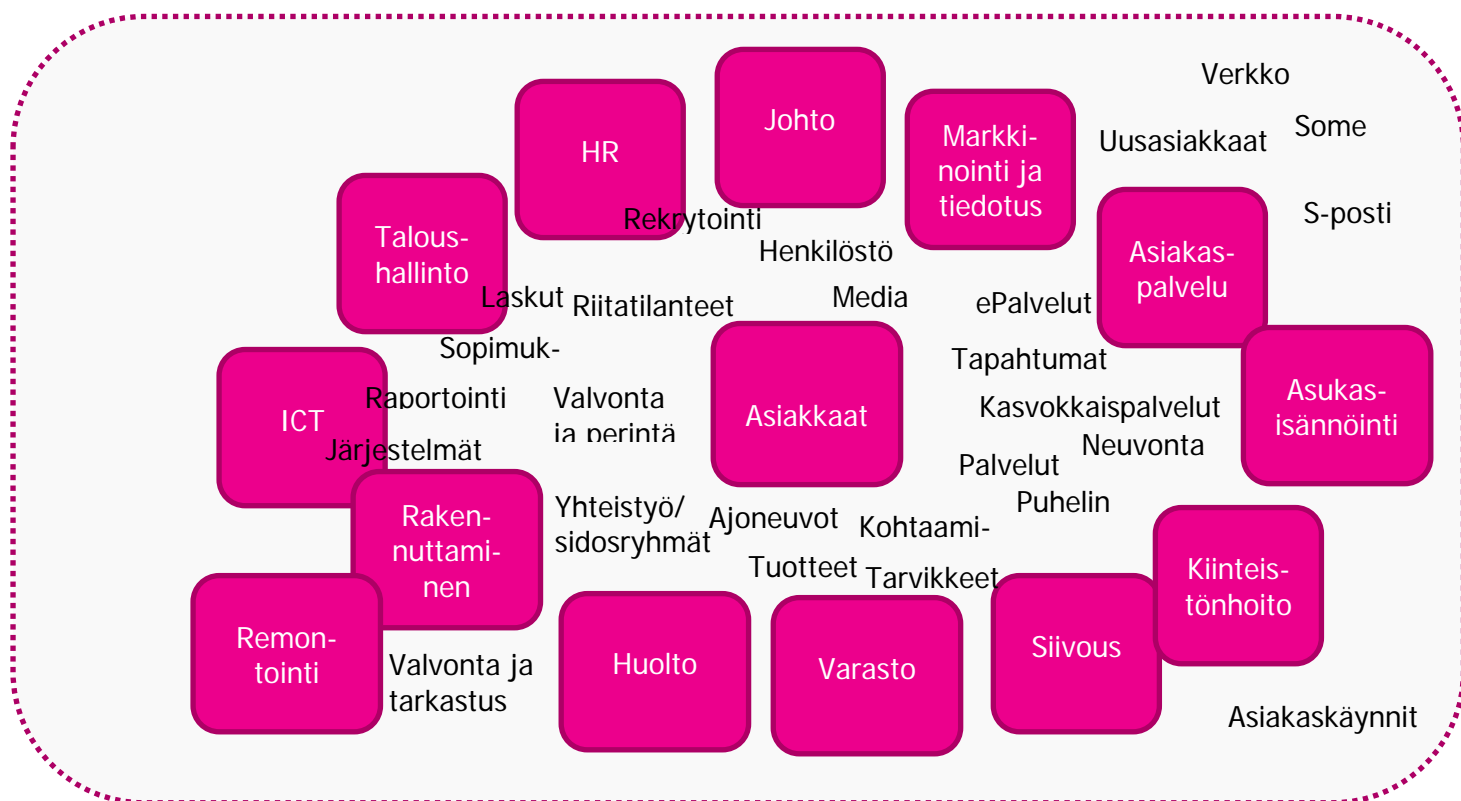 Verkko
Johto
Some
Markki-
nointi ja
tiedotus
Uusasiakkaat
HR
S-posti
Rekrytointi
Talous-
hallinto
Henkilöstö
Asiakas-
palvelu
Laskut
Riitatilanteet
Media
ePalvelut
Sopimuk-
Tapahtumat
Raportointi
Valvonta
ja perintä
ICT
Asiakkaat
Kasvokkaispalvelut
Asukas-
isännöinti
Järjestelmät
Neuvonta
Palvelut
Puhelin
Raken-
nuttami-
nen
Yhteistyö/
sidosryhmät
Ajoneuvot
Kohtaami-
Tuotteet
Tarvikkeet
Kiinteis-
tönhoito
Remon-
tointi
Valvonta ja
tarkastus
Huolto
Varasto
Siivous
Asiakaskäynnit